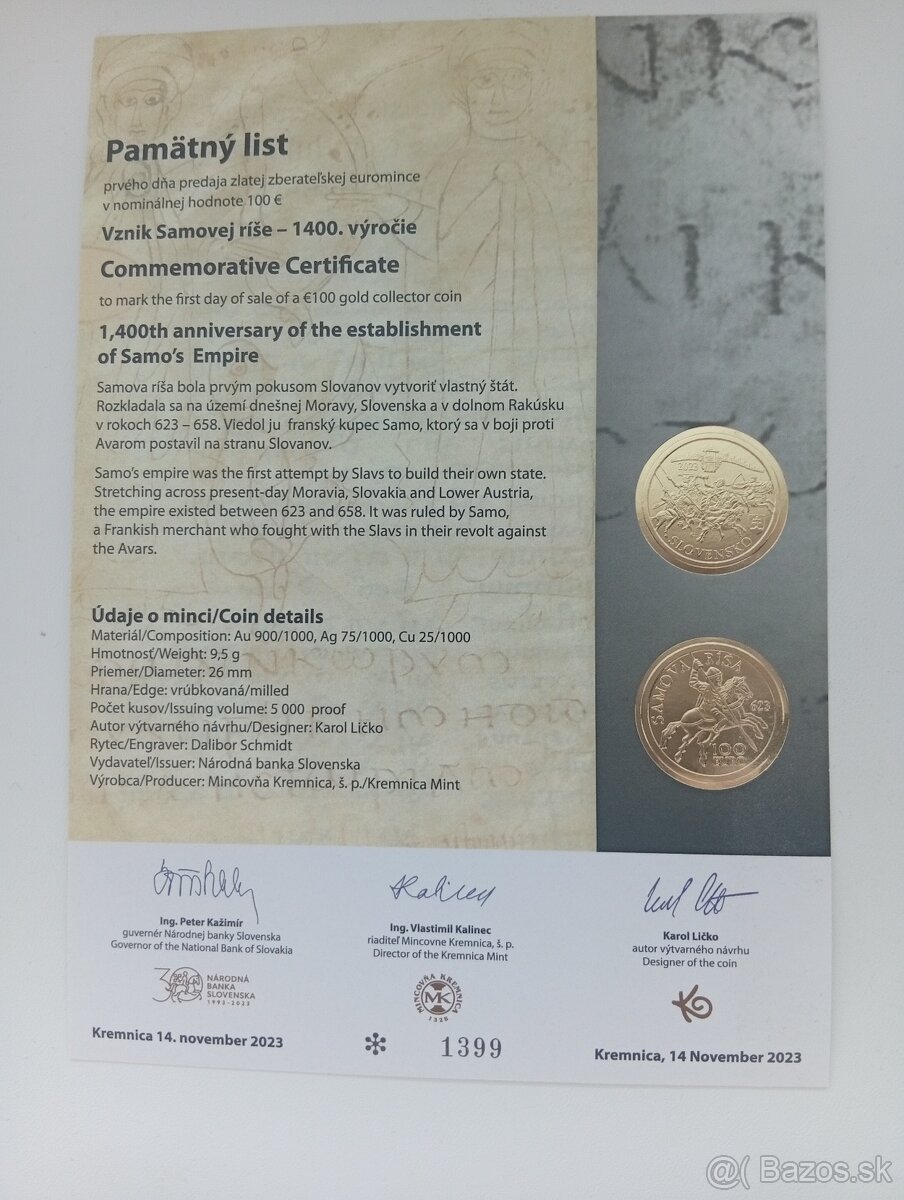 Pamätný list
prvého dňa predaja zlatej zberateľskej euromince
v nominálnej hodnote 100 €
Vznik Samovej ríše – 1400. výročie
Commemorative Certificate
to mark the first day of sale of a €100 gold collector coin
1,400th anniversary of the establishment
of Samo's Empire
Samova ríša bola prvým pokusom Slovanov vytvoriť vlastný štát.
Rozkladala sa na území dnešnej Moravy, Slovenska a v dolnom Rakúsku
v rokoch 623 – 658. Viedol ju franský kupec Samo, ktorý sa v boji proti
Avarom postavil na stranu Slovanov.
Samo's empire was the first attempt by Slavs to build their own state.
Stretching across present-day Moravia, Slovakia and Lower Austria,
the empire existed between 623 and 658. It was ruled by Samo,
a Frankish merchant who fought with the Slavs in their revolt against
the Avars.
Údaje o minci/Coin details
Materiál/Composition: Au 900/1000, Ag 75/1000, Cu 25/1000
Hmotnosť/Weight: 9,5 g
Priemer/Diameter: 26 mm
Hrana/Edge: vrúbkovaná/milled
Počet kusov/Issuing volume: 5 000 proof
Autor výtvarného návrhu/Designer: Karol Ličko
Rytec/Engraver: Dalibor Schmidt
Vydavateľ/Issuer: Národná banka Slovenska
Výrobca/Producer: Mincovňa Kremnica, š. p./Kremnica Mint
2023
SLOVENSKO
SAMOVA RÍŠA
623
100
EURO
Ing. Peter Kažimír
guvernér Národnej banky Slovenska
Governor of the National Bank of Slovakia
NÁRODNÁ
BANKA
SLOVENSKA
1993-2023
Kremnica 14. november 2023
Kalinec
Ing. Vlastimil Kalinec
riaditeľ Mincovne Kremnica, š. p.
Director of the Kremnica Mint
MINCOVŇA KREMNICA
MK
1328
1399
Karol Ličko
autor výtvarného návrhu
Designer of the coin
Kremnica, 14 November 2023
@( Bazos.sk